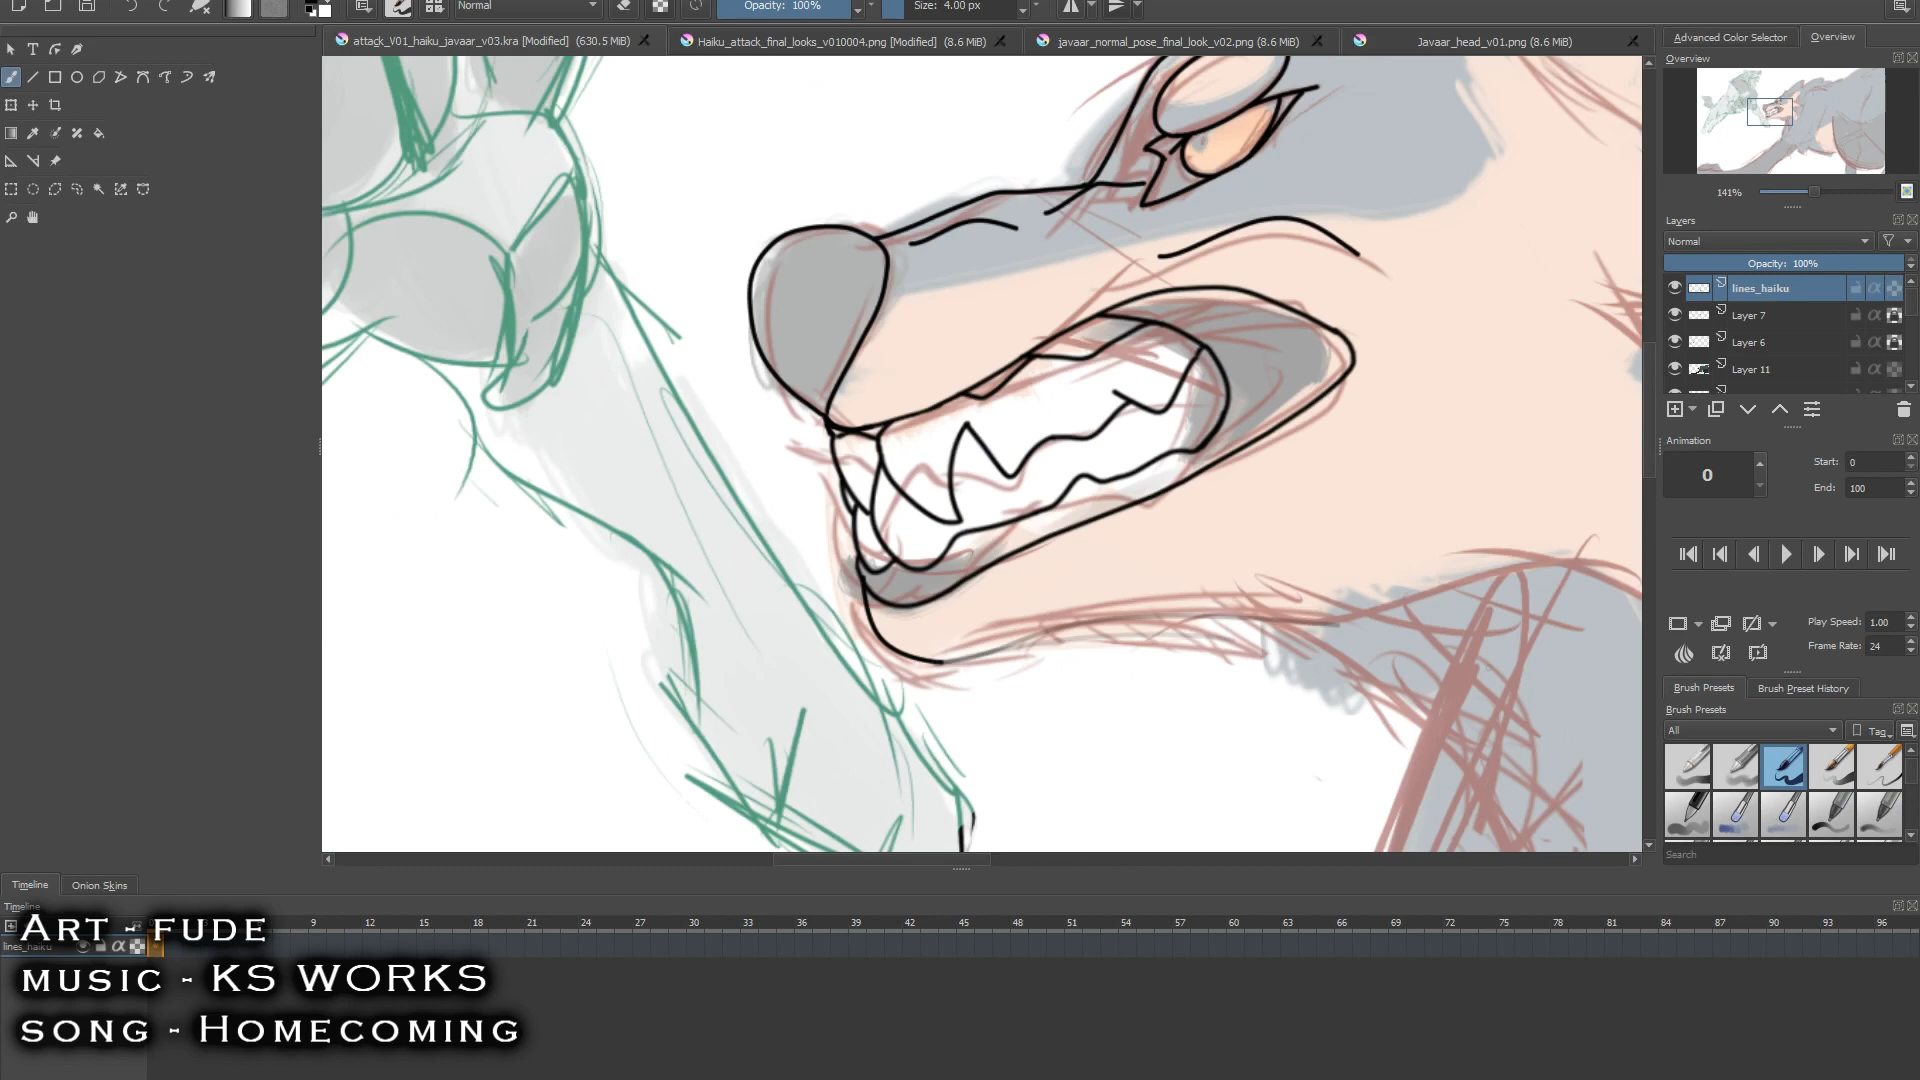 Normal
Opacity: 100%
Size: 4.00 px
attack_V01_haiku_javaar_v03.kra [Modified] (630.5 MiB)
Haiku_attack_final_looks_v010004.png [Modified] (8.6 MiB)
javaar_normal_pose_final_look_v02.png (8.6 MiB)
Javaar_head_v01.png (8.6 MiB)
Advanced Color Selector
Overview
Overview
141%
Layers
Normal
Opacity: 100%
lines_haiku
Layer 7
Layer 6
Layer 11
Animation
0
Start: 0
End: 100
Play Speed: 1.00
Frame Rate: 24
Brush Presets
Brush Preset History
Brush Presets
All
Tag
Search
Timeline
Onion Skins
Timeline
9 12 15 18 21 24 27 30 33 36 39 42 45 48 51 54 57 60 63 66 69 72 75 78 81 84 87 90 93 96
lines_haiku
Art - fude
music - KS WORKS
song - Homecoming